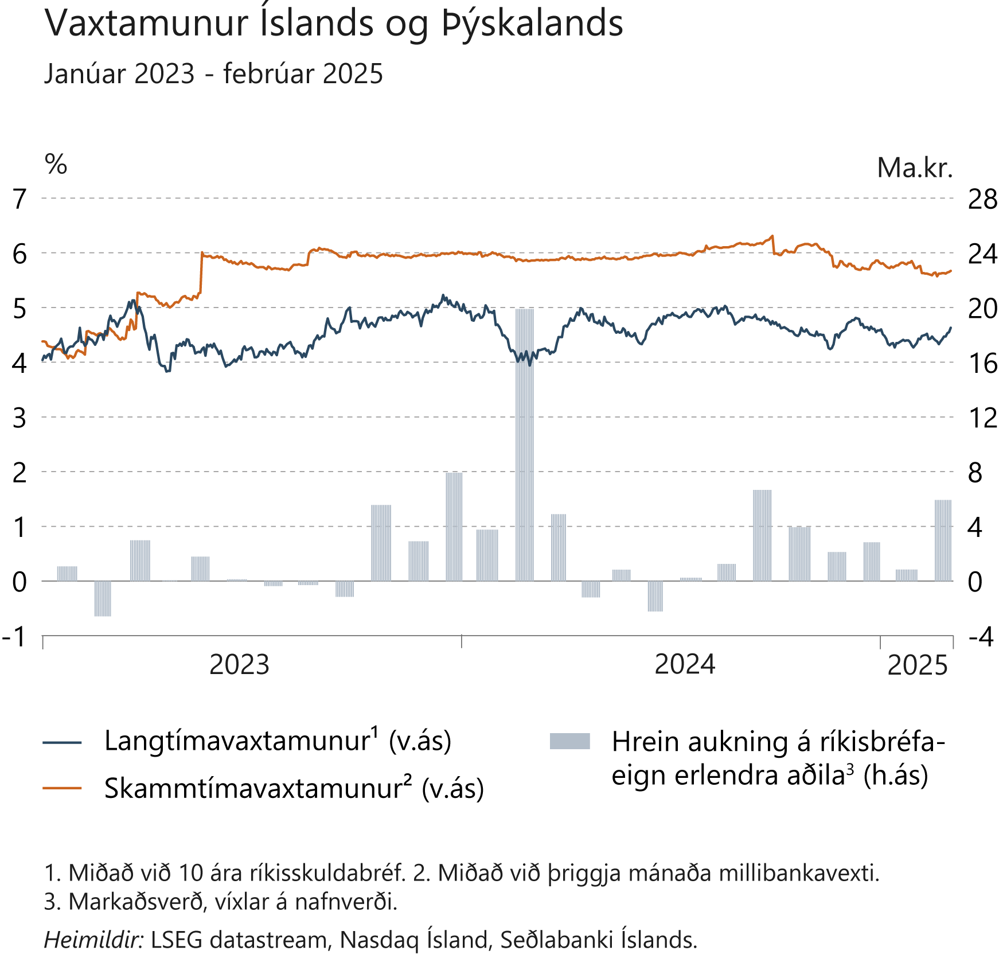 Vaxtamunur Íslands og Þýskalands
Janúar 2023 - febrúar 2025
%
Ma.kr.
7
28
6
24
5
20
4
16
3
12
2
8
1
4
0
0
-1
-4
2023
2024
2025
Langtímavaxtamunur¹ (v.ás)
Skammtímavaxtamunur² (v.ás)
Hrein aukning á ríkisbréfa-
eign erlendra aðila³ (h.ás)
1. Miðað við 10 ára ríkisskuldabréf. 2. Miðað við þriggja mánaða millibankavexti.
3. Markaðsverð, víxlar á nafnverði.
Heimildir: LSEG datastream, Nasdaq Ísland, Seðlabanki Íslands.